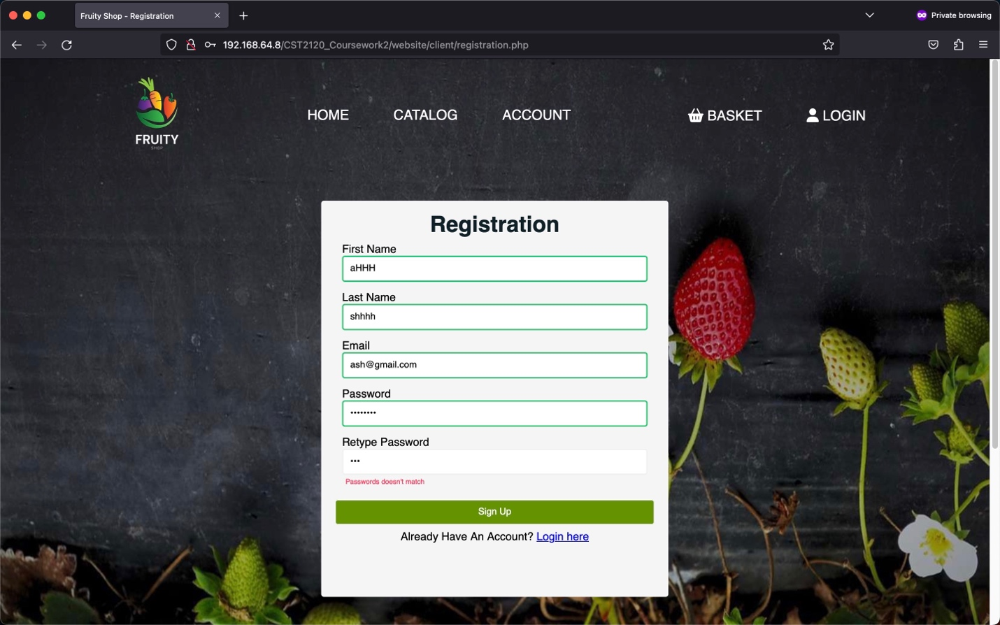 Fruity Shop - Registration
Private browsing
192.168.64.8/CST2120_Coursework2/website/client/registration.php
FRUITY
SHOP
HOME
CATALOG
ACCOUNT
BASKET
LOGIN
Registration
First Name
aHHH
Last Name
shhhh
Email
ash@gmail.com
Password
••••••••
Retype Password
•••
Passwords doesn't match
Sign Up
Already Have An Account? Login here